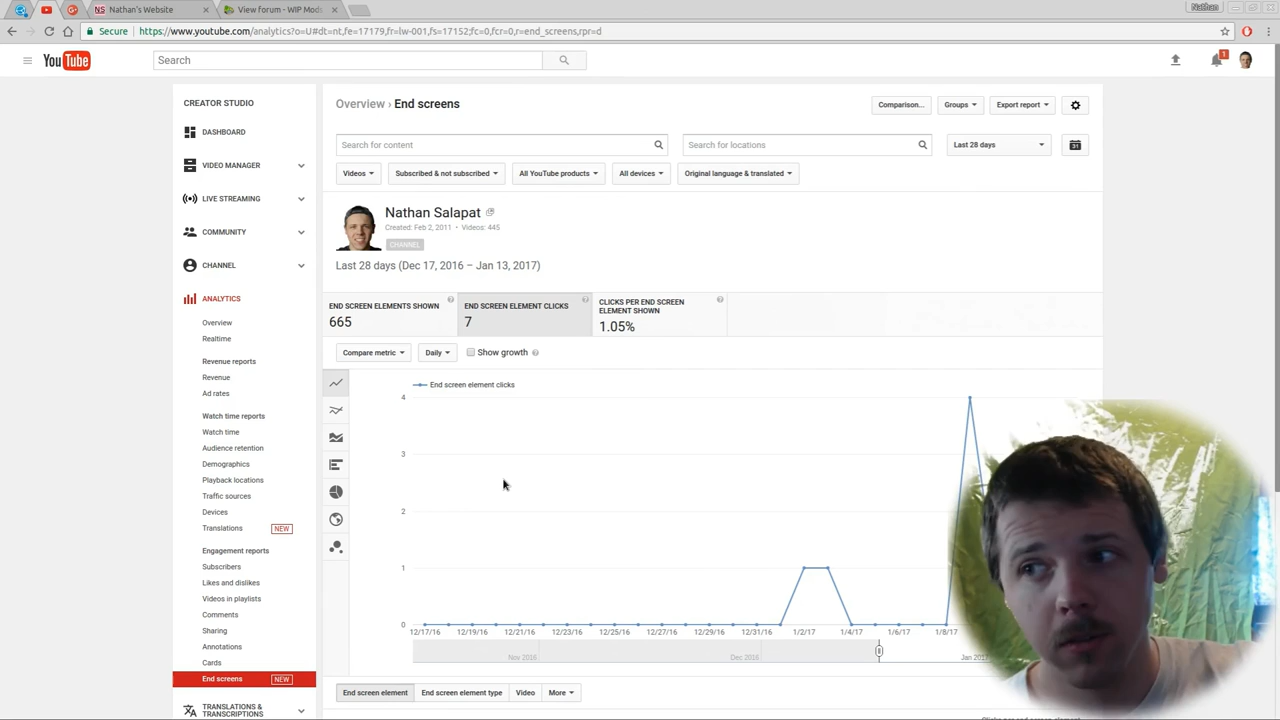 Nathan's Website
View forum - WIP Mods
Nathan
Secure
https://www.youtube.com/analytics?o=U#dt=nt,fe=17179,fr=lw-001,fs=17152;fc=0,fcr=0,r=end_screens,rpr=d
YouTube
Search
1
CREATOR STUDIO
DASHBOARD
VIDEO MANAGER
LIVE STREAMING
COMMUNITY
CHANNEL
ANALYTICS
Overview
Realtime
Revenue reports
Revenue
Ad rates
Watch time reports
Watch time
Audience retention
Demographics
Playback locations
Traffic sources
Devices
Translations NEW
Engagement reports
Subscribers
Likes and dislikes
Videos in playlists
Comments
Sharing
Annotations
Cards
End screens NEW
TRANSLATIONS &
TRANSCRIPTIONS
Overview › End screens
Comparison... Groups Export report
Search for content
Search for locations
Last 28 days
31
Videos Subscribed & not subscribed All YouTube products All devices Original language & translated
Nathan Salapat
Created: Feb 2, 2011 • Videos: 445
CHANNEL
Last 28 days (Dec 17, 2016 – Jan 13, 2017)
END SCREEN ELEMENTS SHOWN
665
END SCREEN ELEMENT CLICKS
7
CLICKS PER END SCREEN
ELEMENT SHOWN
1.05%
Compare metric Daily Show growth
End screen element clicks
4
3
2
1
0
12/17/16 12/19/16 12/21/16 12/23/16 12/25/16 12/27/16 12/29/16 12/31/16 1/2/17 1/4/17 1/6/17 1/8/17
Nov 2016 Dec 2016
End screen element End screen element type Video More